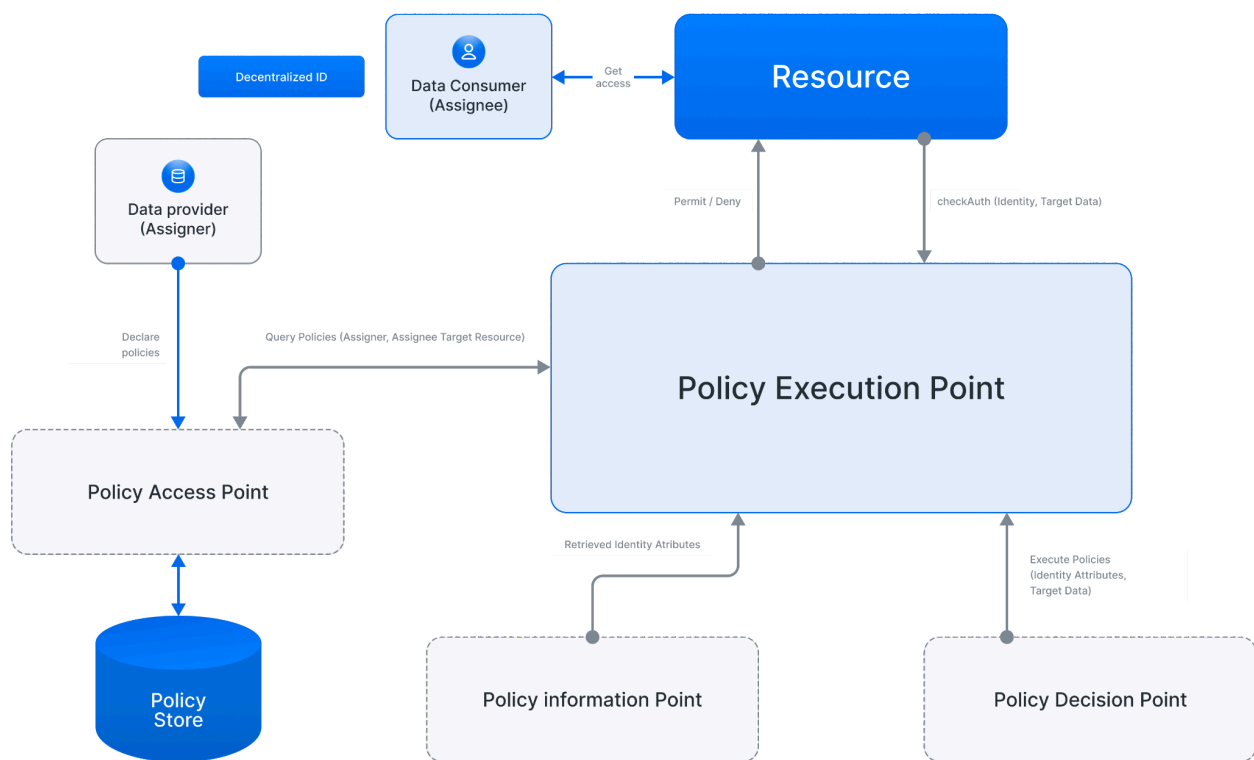 Decentralized ID
Data Consumer
(Assignee)
Get
access
Resource
Data provider
(Assigner)
Permit / Deny
checkAuth (Identity, Target Data)
Declare
policies
Query Policies (Assigner, Assignee Target Resource)
Policy Execution Point
Policy Access Point
Retrieved Identity Atributes
Execute Policies
(Identity Attributes,
Target Data)
Policy
Store
Policy information Point
Policy Decision Point